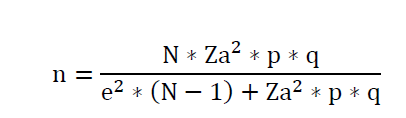 n = N ∗ Za² ∗ p ∗ q / e² ∗ (N − 1) + Za² ∗ p ∗ q